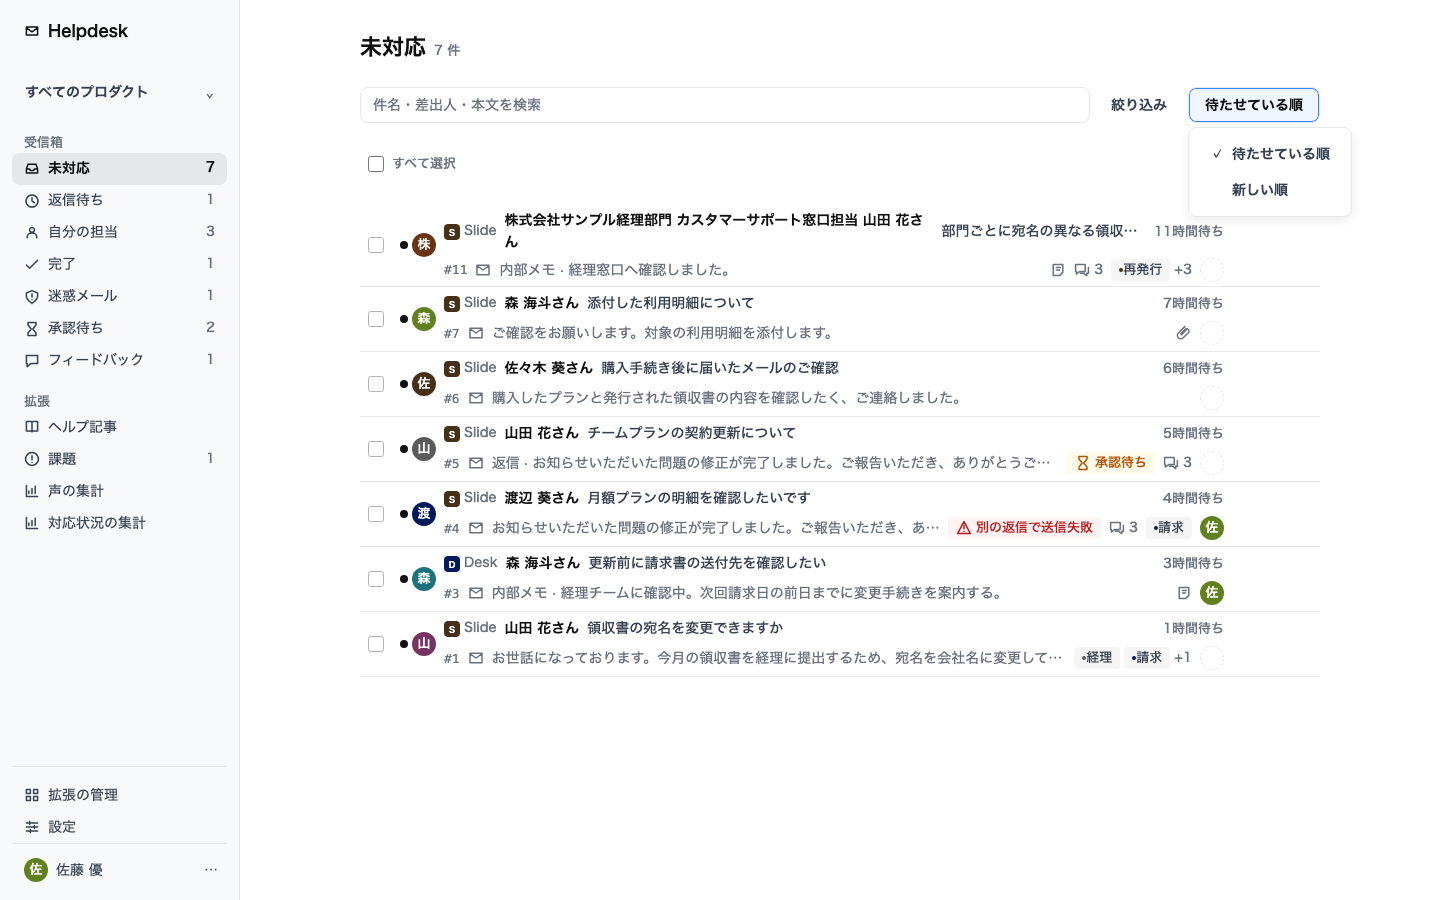 Helpdesk
すべてのプロダクト
受信箱
未対応 7
返信待ち 1
自分の担当 3
完了 1
迷惑メール 1
承認待ち 2
フィードバック 1
拡張
ヘルプ記事
課題 1
声の集計
対応状況の集計
拡張の管理
設定
佐 佐藤 優 …
未対応 7 件
件名・差出人・本文を検索 絞り込み 待たせている順
✓ 待たせている順
新しい順
すべて選択
株 S Slide 株式会社サンプル経理部門 カスタマーサポート窓口担当 山田 花さ
ん 部門ごとに宛名の異なる領収… 11時間待ち
#11 内部メモ · 経理窓口へ確認しました。 3 •再発行 +3
森 S Slide 森 海斗さん 添付した利用明細について 7時間待ち
#7 ご確認をお願いします。対象の利用明細を添付します。
佐 S Slide 佐々木 葵さん 購入手続き後に届いたメールのご確認 6時間待ち
#6 購入したプランと発行された領収書の内容を確認したく、ご連絡しました。
山 S Slide 山田 花さん チームプランの契約更新について 5時間待ち
#5 返信 · お知らせいただいた問題の修正が完了しました。ご報告いただき、ありがとうご… 承認待ち 3
渡 S Slide 渡辺 葵さん 月額プランの明細を確認したいです 4時間待ち
#4 お知らせいただいた問題の修正が完了しました。ご報告いただき、あ… 別の返信で送信失敗 3 •請求 佐
森 D Desk 森 海斗さん 更新前に請求書の送付先を確認したい 3時間待ち
#3 内部メモ · 経理チームに確認中。次回請求日の前日までに変更手続きを案内する。 佐
山 S Slide 山田 花さん 領収書の宛名を変更できますか 1時間待ち
#1 お世話になっております。今月の領収書を経理に提出するため、宛名を会社名に変更して… •経理 •請求 +1